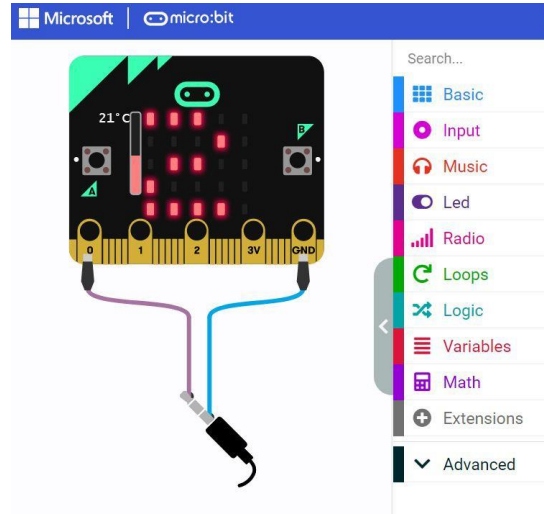 Microsoft micro:bit
Search...
21°C
B
A
0 1 2 3V GND
Basic
Input
Music
Led
Radio
Loops
Logic
Variables
Math
Extensions
Advanced